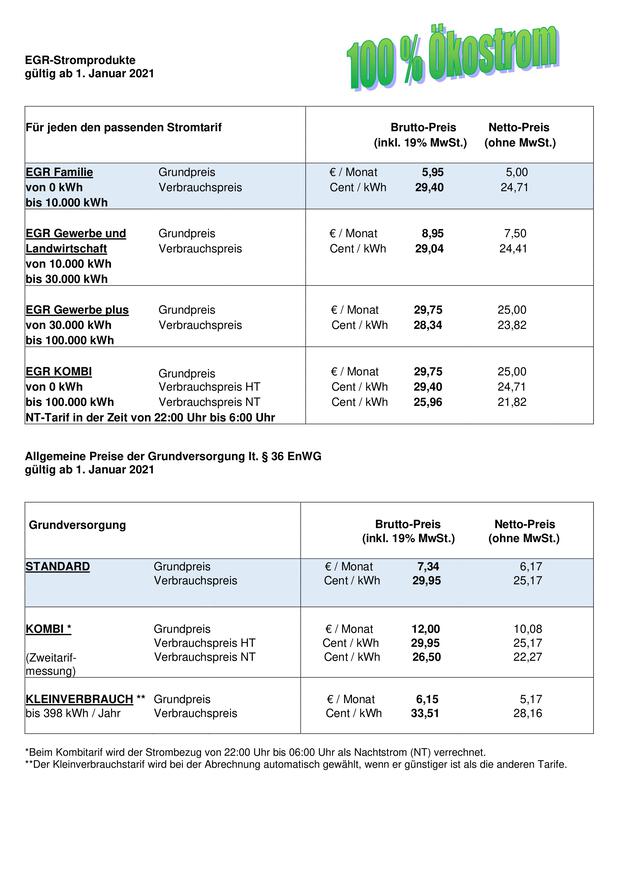 100 % Ökostrom
EGR-Stromprodukte
gültig ab 1. Januar 2021
Für jeden den passenden Stromtarif Brutto-Preis Netto-Preis
(inkl. 19% MwSt.) (ohne MwSt.)
EGR Familie Grundpreis € / Monat 5,95 5,00
von 0 kWh Verbrauchspreis Cent / kWh 29,40 24,71
bis 10.000 kWh
EGR Gewerbe und Grundpreis € / Monat 8,95 7,50
Landwirtschaft Verbrauchspreis Cent / kWh 29,04 24,41
von 10.000 kWh
bis 30.000 kWh
EGR Gewerbe plus Grundpreis € / Monat 29,75 25,00
von 30.000 kWh Verbrauchspreis Cent / kWh 28,34 23,82
bis 100.000 kWh
EGR KOMBI Grundpreis € / Monat 29,75 25,00
von 0 kWh Verbrauchspreis HT Cent / kWh 29,40 24,71
bis 100.000 kWh Verbrauchspreis NT Cent / kWh 25,96 21,82
NT-Tarif in der Zeit von 22:00 Uhr bis 6:00 Uhr
Allgemeine Preise der Grundversorgung lt. § 36 EnWG
gültig ab 1. Januar 2021
Grundversorgung Brutto-Preis Netto-Preis
(inkl. 19% MwSt.) (ohne MwSt.)
STANDARD Grundpreis € / Monat 7,34 6,17
Verbrauchspreis Cent / kWh 29,95 25,17
KOMBI * Grundpreis € / Monat 12,00 10,08
Verbrauchspreis HT Cent / kWh 29,95 25,17
(Zweitarif- Verbrauchspreis NT Cent / kWh 26,50 22,27
messung)
KLEINVERBRAUCH ** Grundpreis € / Monat 6,15 5,17
bis 398 kWh / Jahr Verbrauchspreis Cent / kWh 33,51 28,16
*Beim Kombitarif wird der Strombezug von 22:00 Uhr bis 06:00 Uhr als Nachtstrom (NT) verrechnet.
**Der Kleinverbrauchstarif wird bei der Abrechnung automatisch gewählt, wenn er günstiger ist als die anderen Tarife.